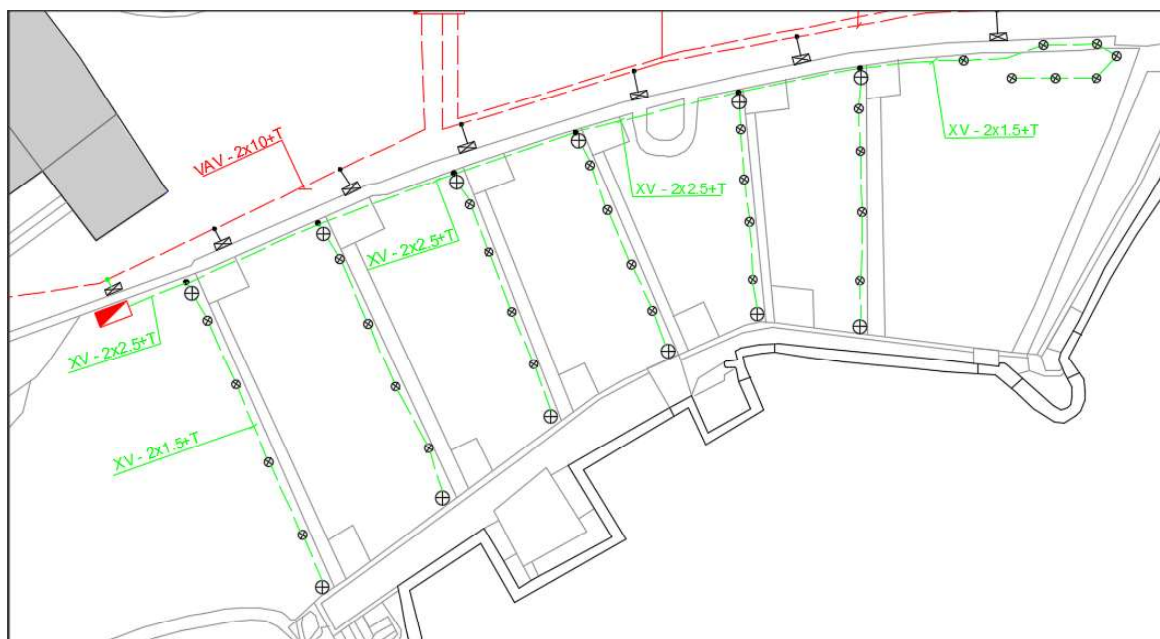 XV - 2x1.5+T
VAV - 2x10+T
XV - 2x2.5+T
XV - 2x2.5+T
XV - 2x2.5+T
XV - 2x1.5+T